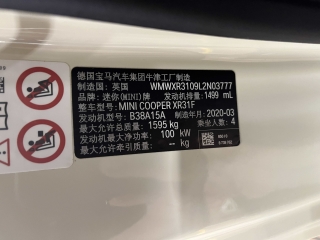 德国宝马汽车集团牛津工厂制造
制造国：英国 WMWXR3109L2N03777
品牌：迷你(MINI)牌 发动机排量：1499 mL
整车型号：MINI COOPER XR31F
发动机型号：B38A15A 制造年月：2020-03
最大允许总质量：1595 kg 乘坐人数：4
发动机最大净功率：100 kW
最大允许牵引质量：-- kg